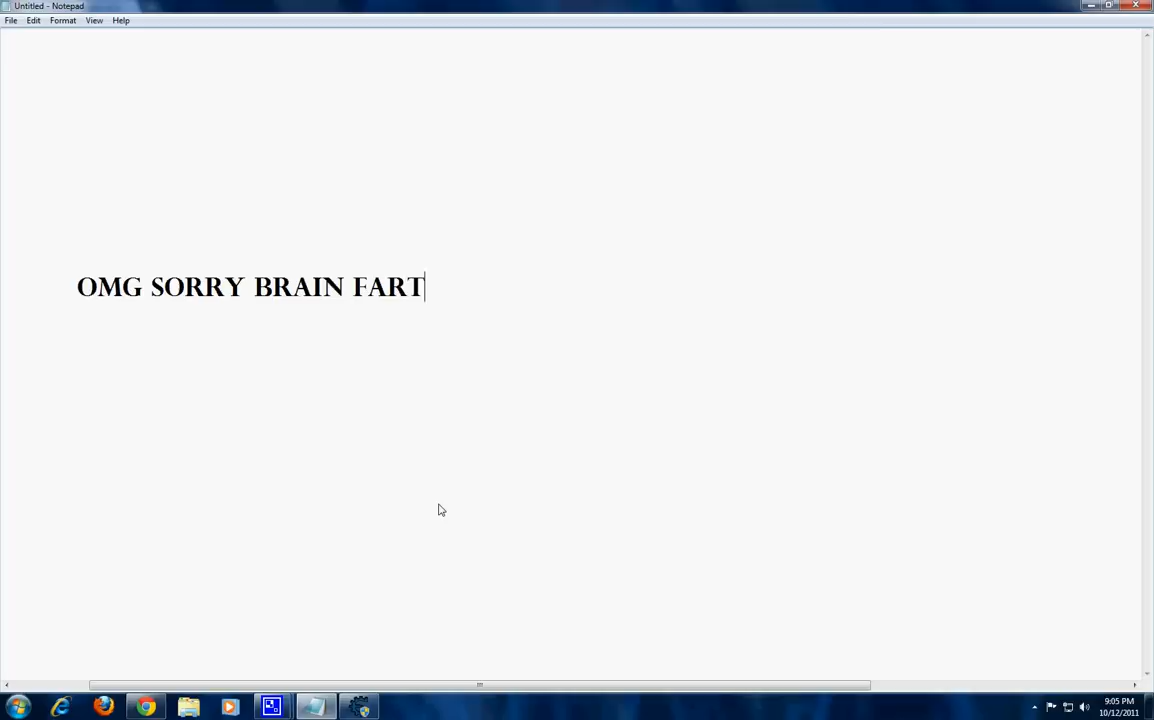 Untitled - Notepad
File Edit Format View Help
OMG SORRY BRAIN FART
9:05 PM
10/12/2011